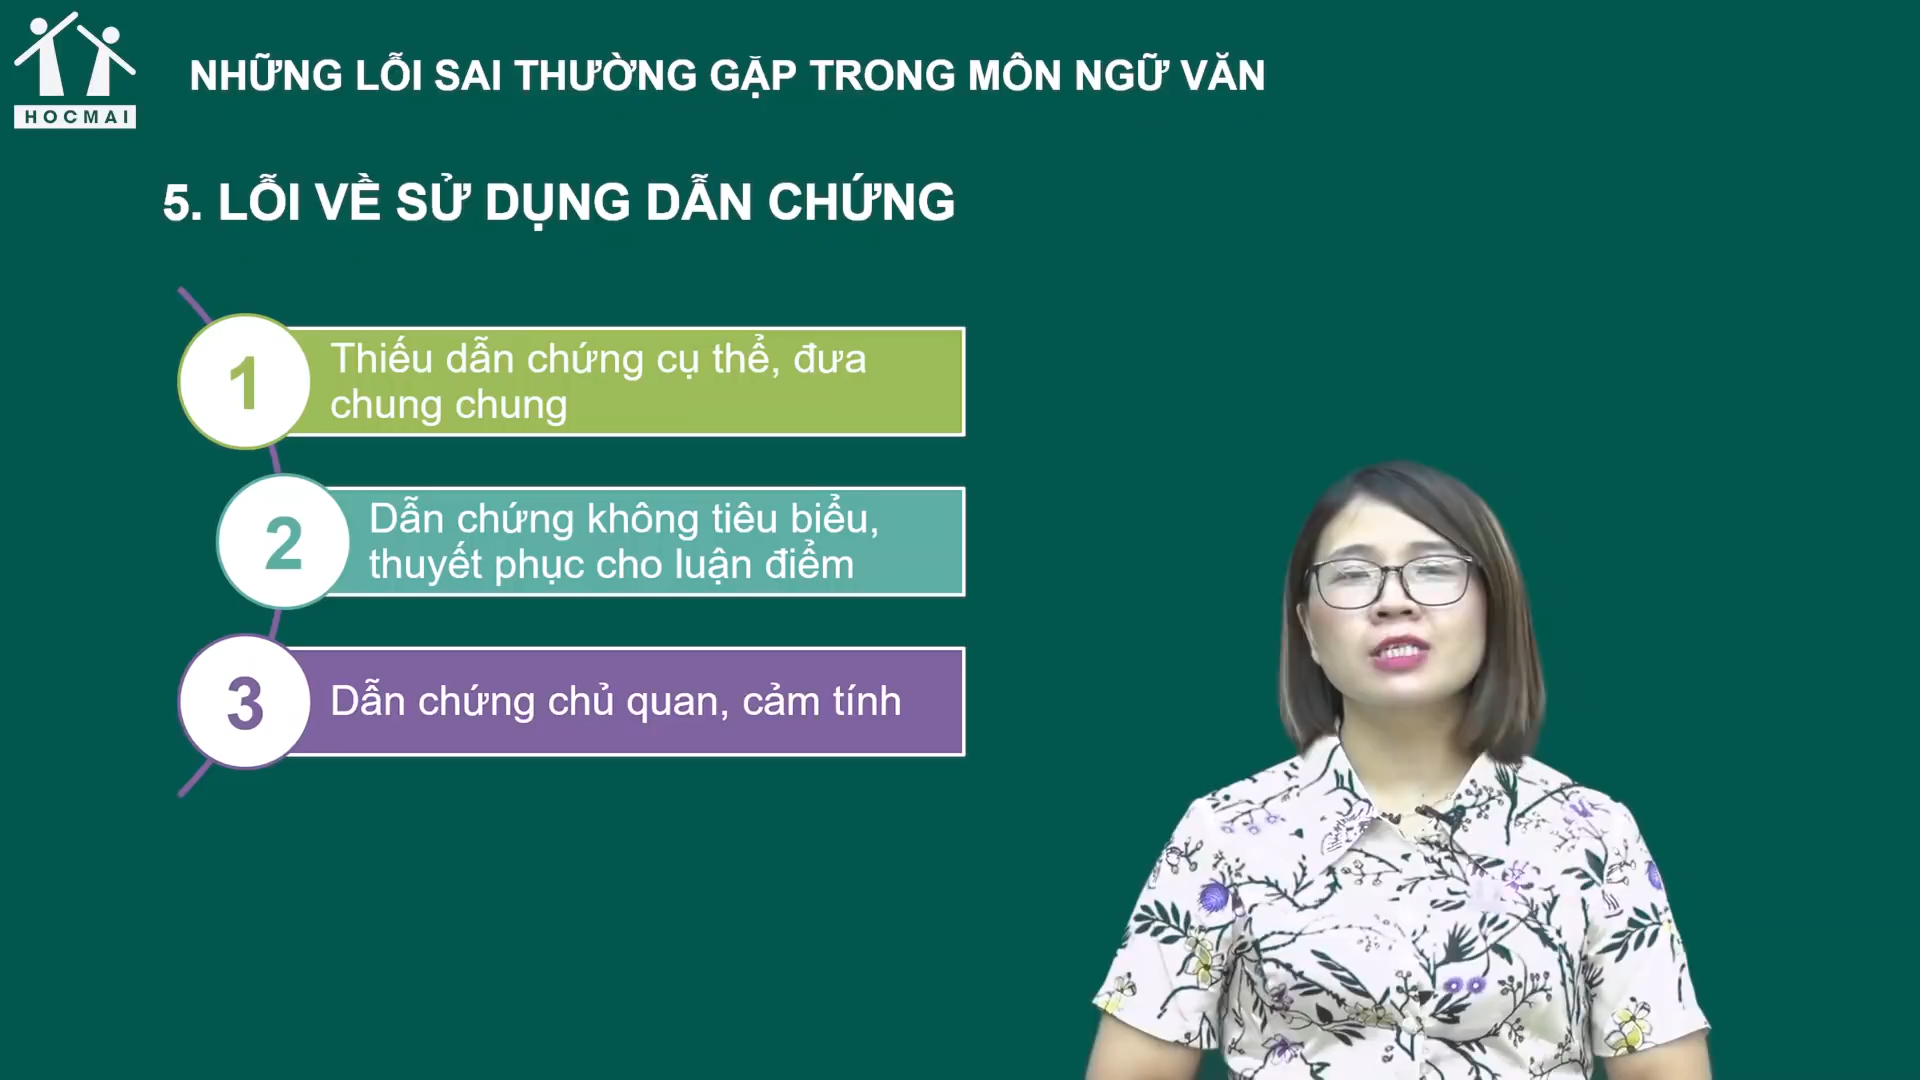 HOCMAI
NHỮNG LỖI SAI THƯỜNG GẶP TRONG MÔN NGỮ VĂN
5. LỖI VỀ SỬ DỤNG DẪN CHỨNG
1
Thiếu dẫn chứng cụ thể, đưa
chung chung
2
Dẫn chứng không tiêu biểu,
thuyết phục cho luận điểm
3
Dẫn chứng chủ quan, cảm tính